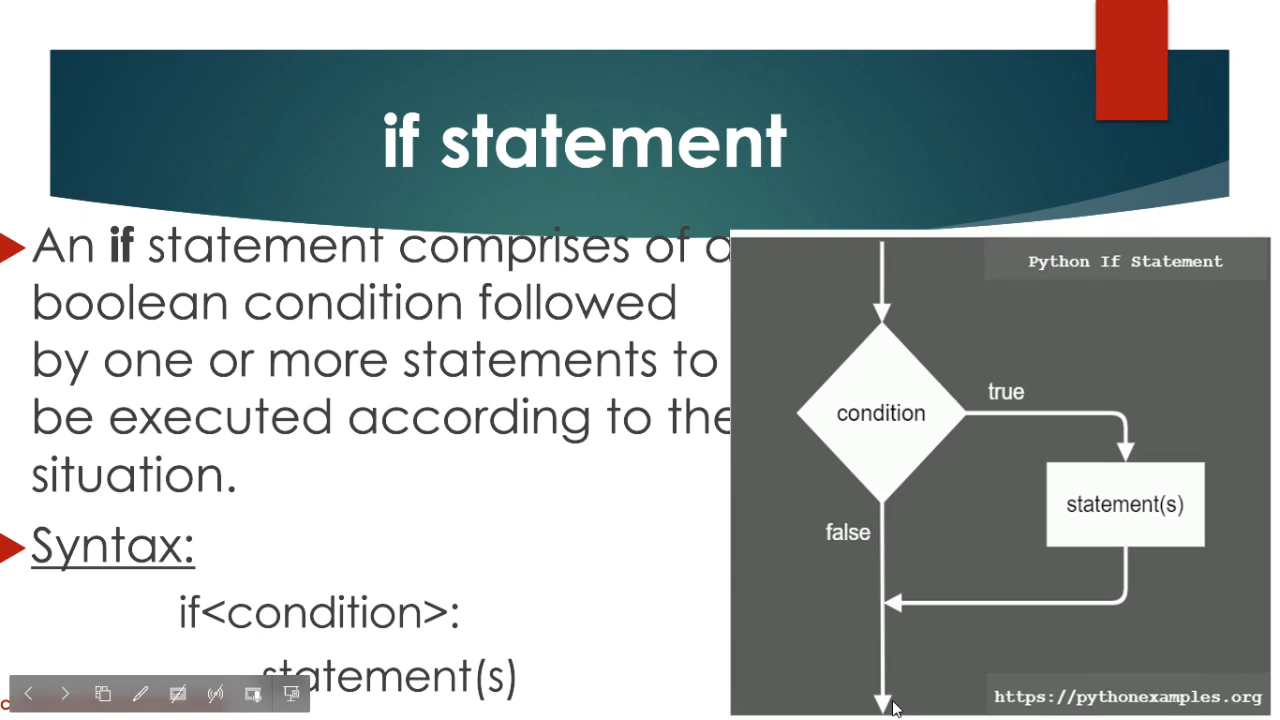 if statement
An if statement comprises of a
boolean condition followed
by one or more statements to
be executed according to the
situation.
Syntax:
if<condition>:
statement(s)
Python If Statement
condition
true
statement(s)
false
https://pythonexamples.org